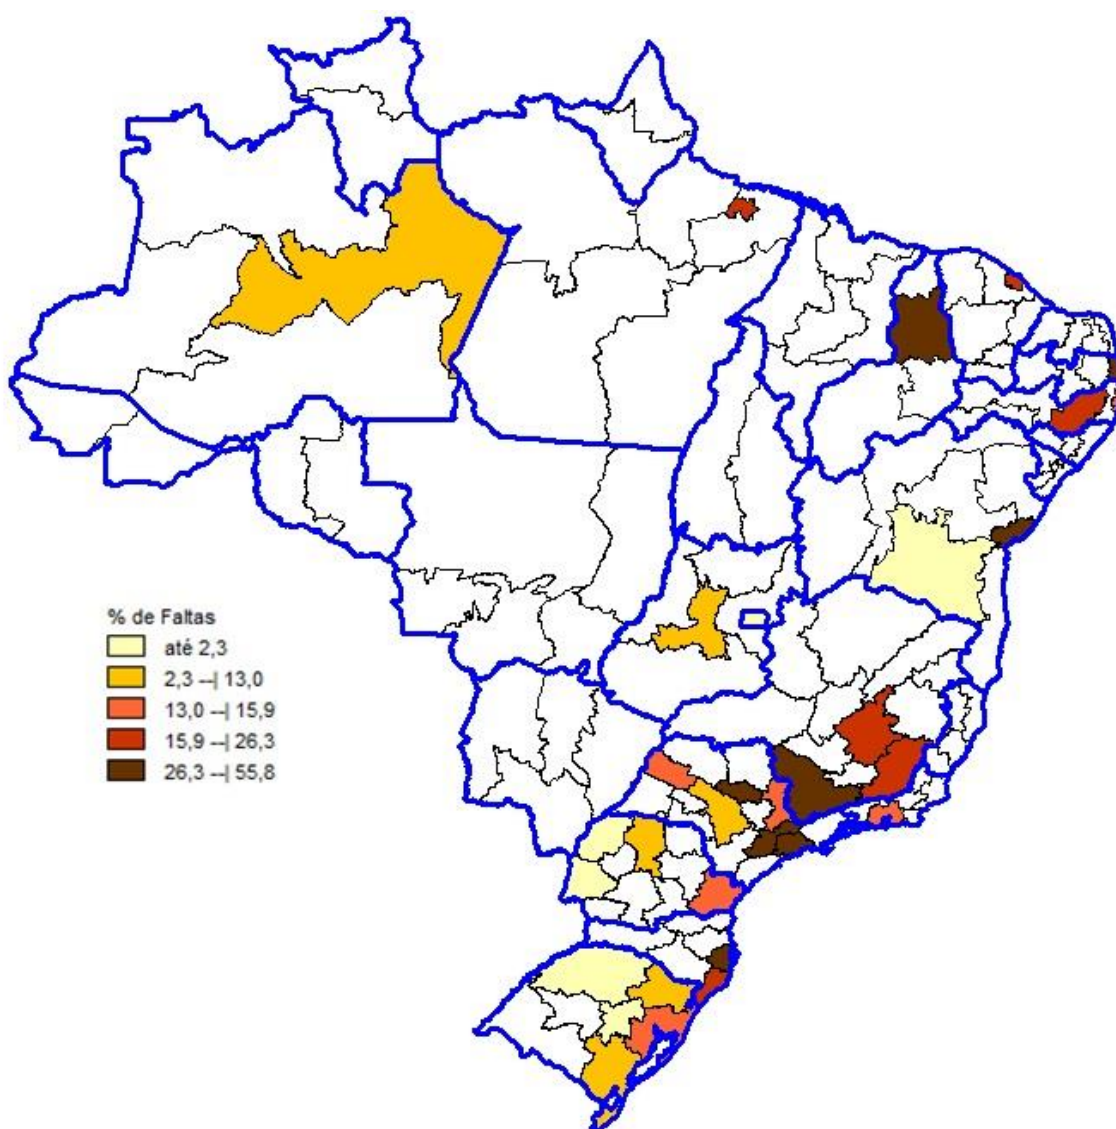 % de Faltas
até 2,3
2,3 --| 13,0
13,0 --| 15,9
15,9 --| 26,3
26,3 --| 55,8